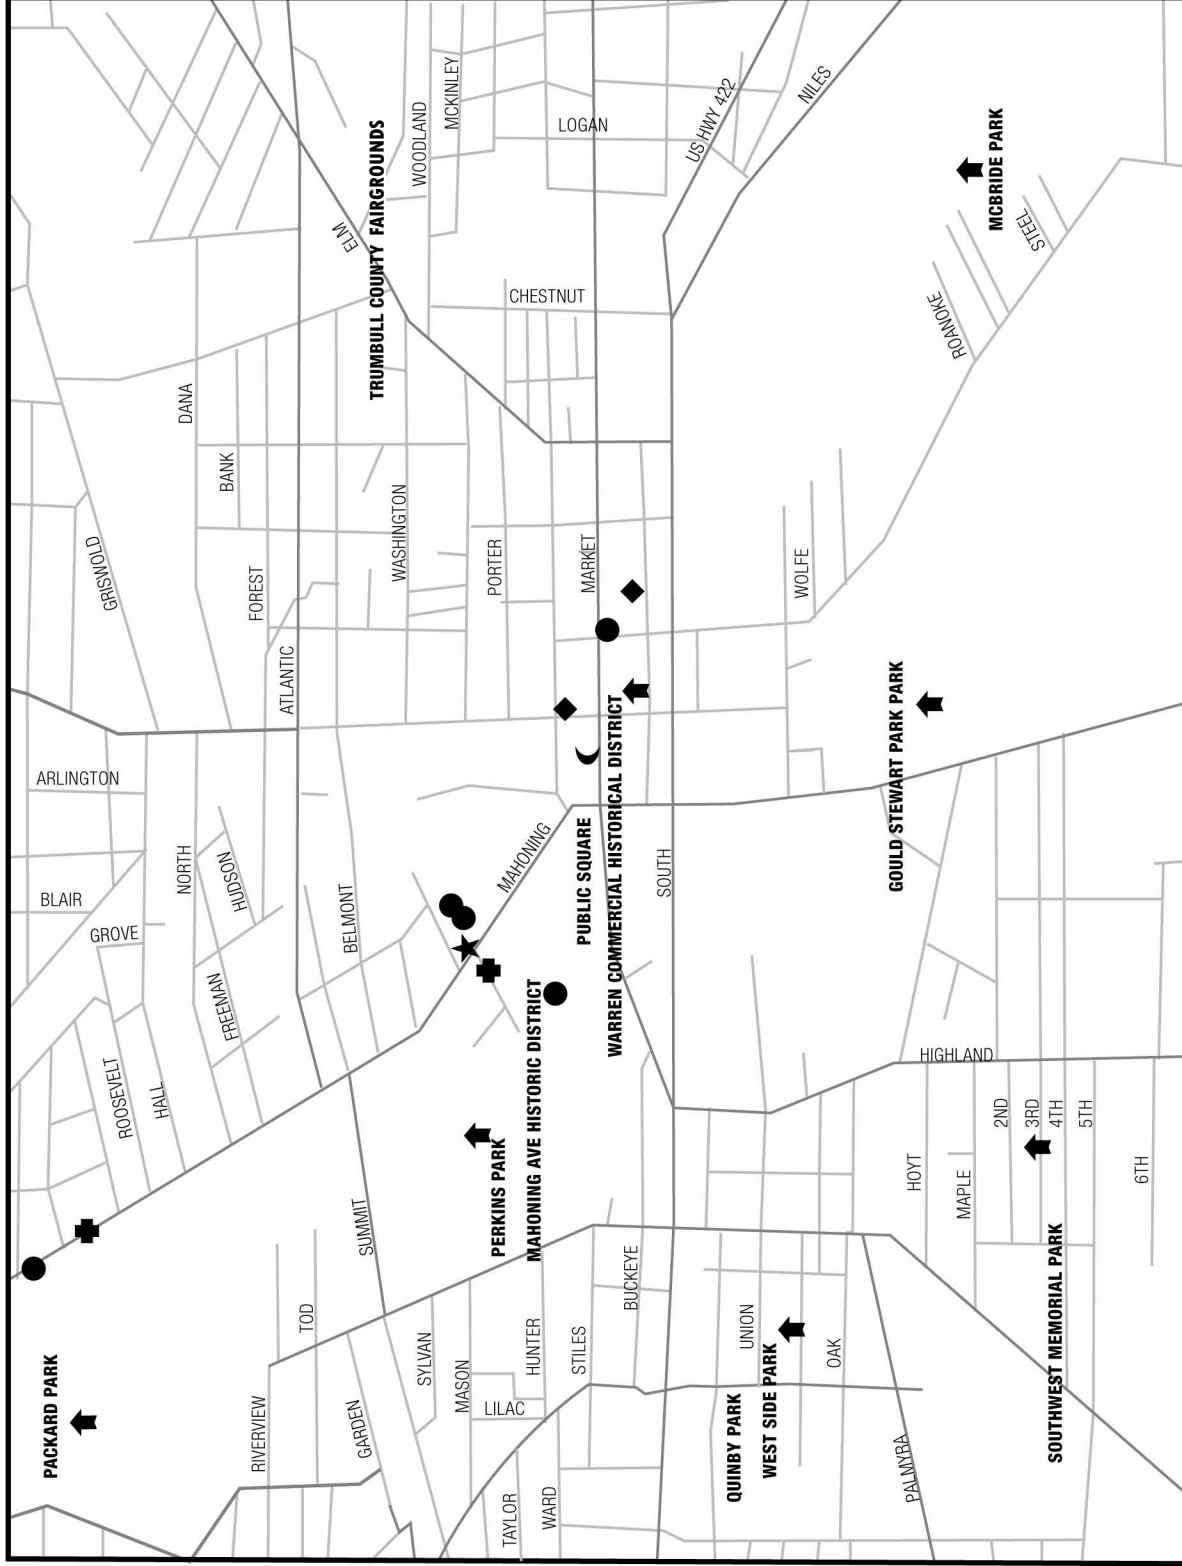 PACKARD PARK
ROOSEVELT
HALL
GROVE
BLAIR
ARLINGTON
NORTH
FREEMAN
HUDSON
GRISWOLD
DANA
BANK
FOREST
ATLANTIC
RIVERVIEW
TOD
GARDEN
SUMMIT
BELMONT
ELM
TRUMBULL COUNTY FAIRGROUNDS
WASHINGTON
WOODLAND
MCKINLEY
SYLVAN
MASON
LILAC
PERKINS PARK
MAHONING AVE HISTORIC DISTRICT
MAHONING
PORTER
CHESTNUT
LOGAN
TAYLOR
WARD
HUNTER
STILES
BUCKEYE
PUBLIC SQUARE
WARREN COMMERCIAL HISTORICAL DISTRICT
MARKET
SOUTH
US HWY 422
NILES
QUINBY PARK
WEST SIDE PARK
UNION
OAK
WOLFE
PALMYRA
HOYT
MAPLE
HIGHLAND
GOULD STEWART PARK PARK
ROANOKE
STEEL
MCBRIDE PARK
2ND
3RD
4TH
5TH
6TH
SOUTHWEST MEMORIAL PARK